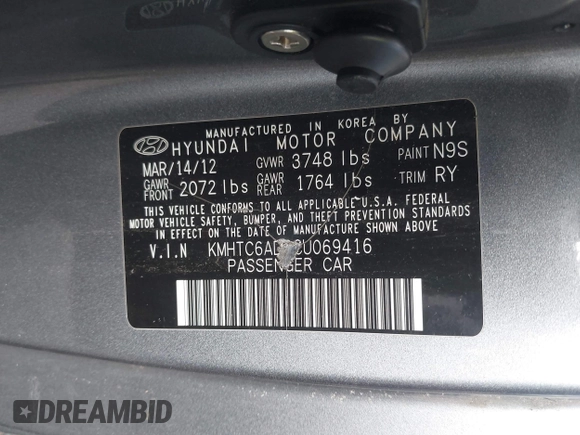 MANUFACTURED IN KOREA BY
HYUNDAI MOTOR COMPANY
MAR/14/12 GVWR 3748 lbs PAINT N9S
GAWR FRONT 2072 lbs GAWR REAR 1764 lbs TRIM RY
THIS VEHICLE CONFORMS TO ALL APPLICABLE U.S.A. FEDERAL
MOTOR VEHICLE SAFETY, BUMPER, AND THEFT PREVENTION STANDARDS
IN EFFECT ON THE DATE OF MANUFACTURE SHOWN ABOVE
V.I.N
PASSENGER CAR
DREAMBID